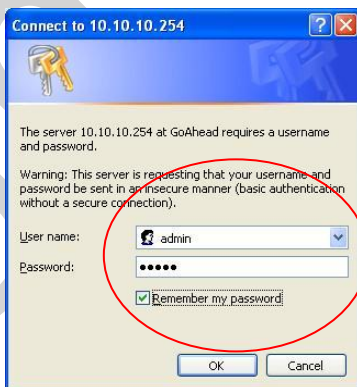 Connect to 10.10.10.254
The server 10.10.10.254 at GoAhead requires a username
and password.
Warning: This server is requesting that your username and
password be sent in an insecure manner (basic authentication
without a secure connection).
User name:
admin
Password:
•••••
Remember my password
OK
Cancel